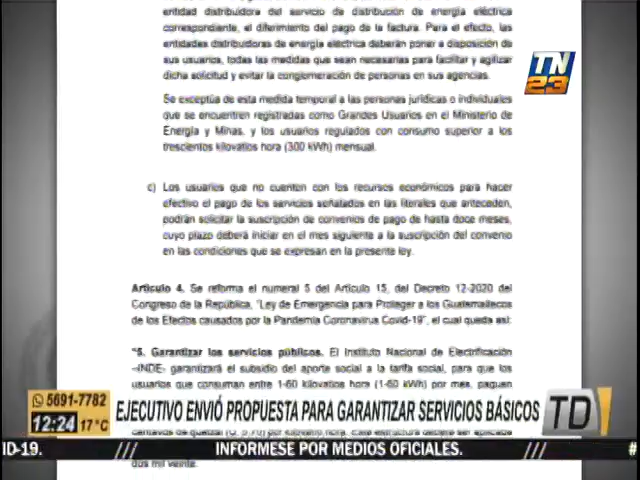 entidad distribuidora del servicio de distribución de energía eléctrica
correspondiente, el diferimiento del pago de la factura. Para el efecto, las
entidades distribuidoras de energía eléctrica deberán poner a disposición de
sus usuarios, todas las medidas que sean necesarias para facilitar y agilizar
dicha solicitud y evitar la conglomeración de personas en sus agencias.
TN
23
Se exceptúa de esta medida temporal a las personas jurídicas o individuales
que se encuentren registradas como Grandes Usuarios en el Ministerio de
Energía y Minas, y los usuarios regulados con consumo superior a los
trescientos kilovatios hora (300 kWh) mensual.
c) Los usuarios que no cuenten con los recursos económicos para hacer
efectivo el pago de los servicios señalados en las literales que anteceden,
podrán solicitar la suscripción de convenios de pago de hasta doce meses,
cuyo plazo deberá iniciar en el mes siguiente a la suscripción del convenio
en las condiciones que se expresan en la presente ley.
Artículo 4. Se reforma el numeral 5 del Artículo 15, del Decreto 12-2020 del
Congreso de la República, "Ley de Emergencia para Proteger a los Guatemaltecos
de los Efectos causados por la Pandemia Coronavirus Covid-19", el cual queda así:
"5. Garantizar los servicios públicos. El Instituto Nacional de Electrificación
-INDE- garantizará el subsidio del aporte social a la tarifa social, para que los
usuarios que consuman entre 1-60 kilovatios hora (1-60 kWh) por mes, paguen
5691-7782
12:24 17°C
EJECUTIVO ENVIÓ PROPUESTA PARA GARANTIZAR SERVICIOS BÁSICOS
TD
ID-19. /// INFÓRMESE POR MEDIOS OFICIALES. /// #
dos mil veinte.